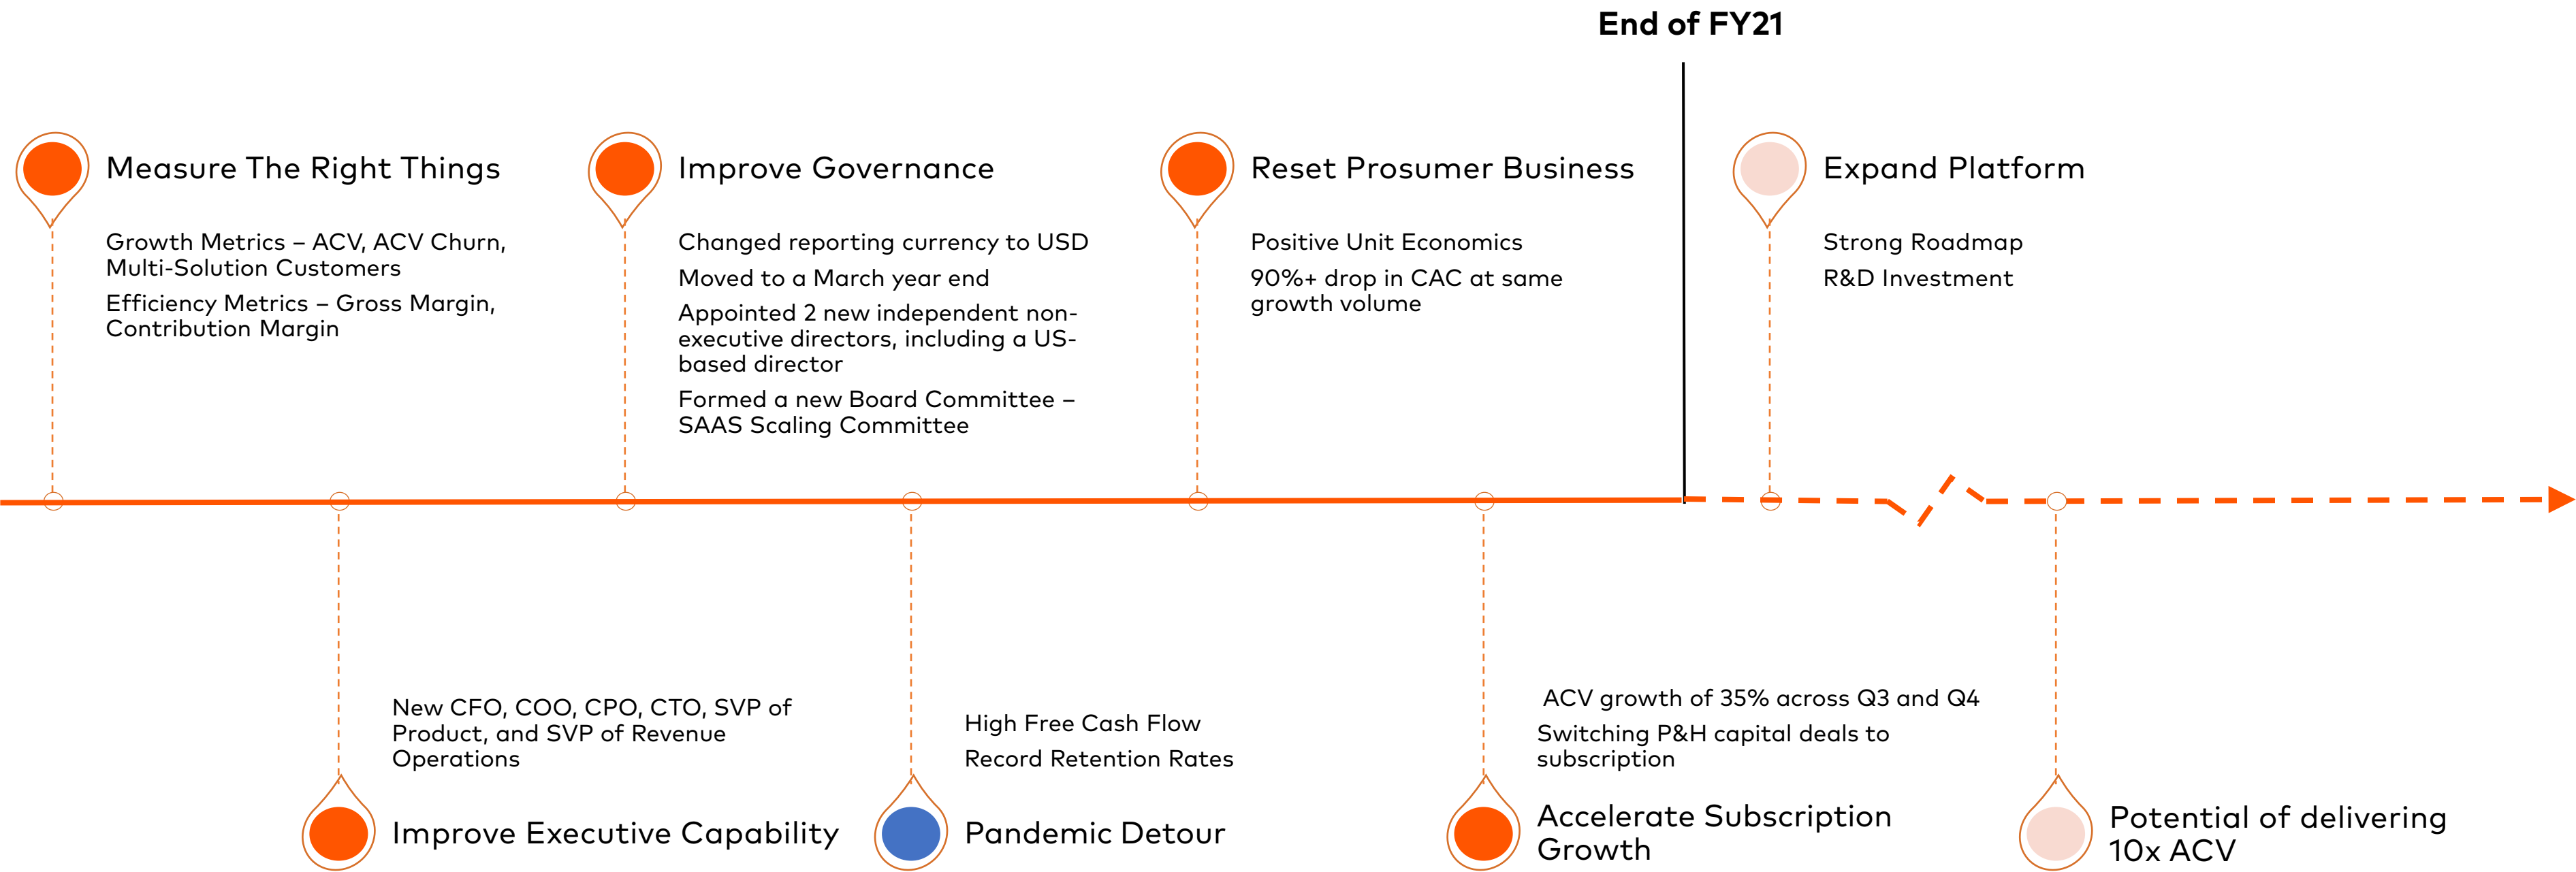 End of FY21
Measure The Right Things
Growth Metrics – ACV, ACV Churn,
Multi-Solution Customers
Efficiency Metrics – Gross Margin,
Contribution Margin
Improve Governance
Changed reporting currency to USD
Moved to a March year end
Appointed 2 new independent non-
executive directors, including a US-
based director
Formed a new Board Committee –
SAAS Scaling Committee
Reset Prosumer Business
Positive Unit Economics
90%+ drop in CAC at same
growth volume
Expand Platform
Strong Roadmap
R&D Investment
New CFO, COO, CPO, CTO, SVP of
Product, and SVP of Revenue
Operations
Improve Executive Capability
High Free Cash Flow
Record Retention Rates
Pandemic Detour
ACV growth of 35% across Q3 and Q4
Switching P&H capital deals to
subscription
Accelerate Subscription
Growth
Potential of delivering
10x ACV